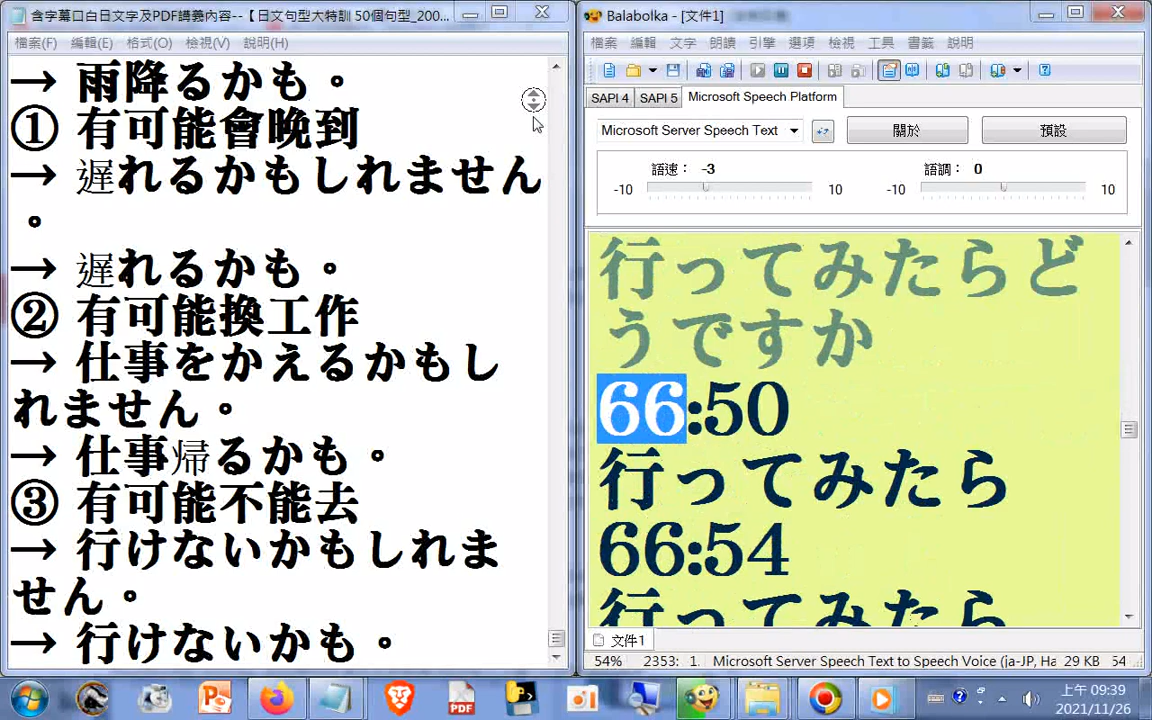 含字幕口白日文字及PDF講義內容--【日文句型大特訓 50個句型_200...
檔案(F) 編輯(E) 格式(O) 檢視(V) 說明(H)
→ 雨降るかも。
① 有可能會晚到
→ 遅れるかもしれません
。
→ 遅れるかも。
② 有可能換工作
→ 仕事をかえるかもし
れません。
→ 仕事帰るかも。
③ 有可能不能去
→ 行けないかもしれま
せん。
→ 行けないかも。
Balabolka - [文件1]
檔案 編輯 文字 朗讀 引擎 選項 檢視 工具 書籤 說明
SAPI 4 SAPI 5 Microsoft Speech Platform
Microsoft Server Speech Text 關於 預設
語速： -3 語調： 0
-10 10 -10 10
行ってみたらど
うですか
66:50
行ってみたら
66:54
行ってみたら
文件1
54% 2353: 1. Microsoft Server Speech Text to Speech Voice (ja-JP, Ha 29 KB 54
PDF
上午 09:39
2021/11/26